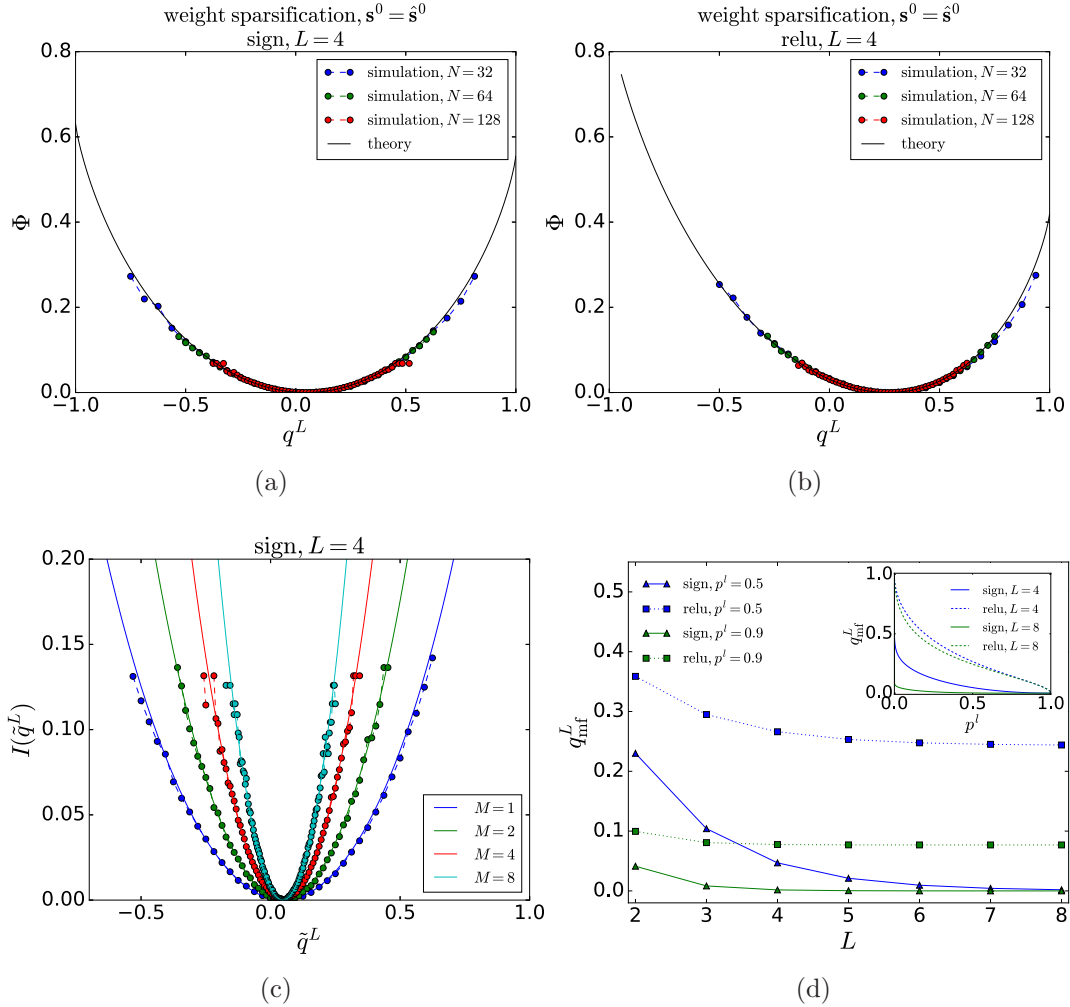 weight sparsification, s⁰ = ŝ⁰
sign, L = 4
Φ
0.8
0.6
0.4
0.2
0.0
simulation, N = 32
simulation, N = 64
simulation, N = 128
theory
−1.0 −0.5 0.0 0.5 1.0
q^L
(a)
weight sparsification, s⁰ = ŝ⁰
relu, L = 4
Φ
0.8
0.6
0.4
0.2
0.0
simulation, N = 32
simulation, N = 64
simulation, N = 128
theory
−1.0 −0.5 0.0 0.5 1.0
q^L
(b)
sign, L = 4
I(q̃^L)
0.20
0.15
0.10
0.05
0.00
M = 1
M = 2
M = 4
M = 8
−0.5 0.0 0.5 1.0
q̃^L
(c)
q_mf^L
0.5
0.4
0.3
0.2
0.1
0.0
sign, p^l = 0.5
relu, p^l = 0.5
sign, p^l = 0.9
relu, p^l = 0.9
q_mf^L
1.0
0.5
0.0
sign, L = 4
relu, L = 4
sign, L = 8
relu, L = 8
0.0 0.5 1.0
p^l
2 3 4 5 6 7 8
L
(d)